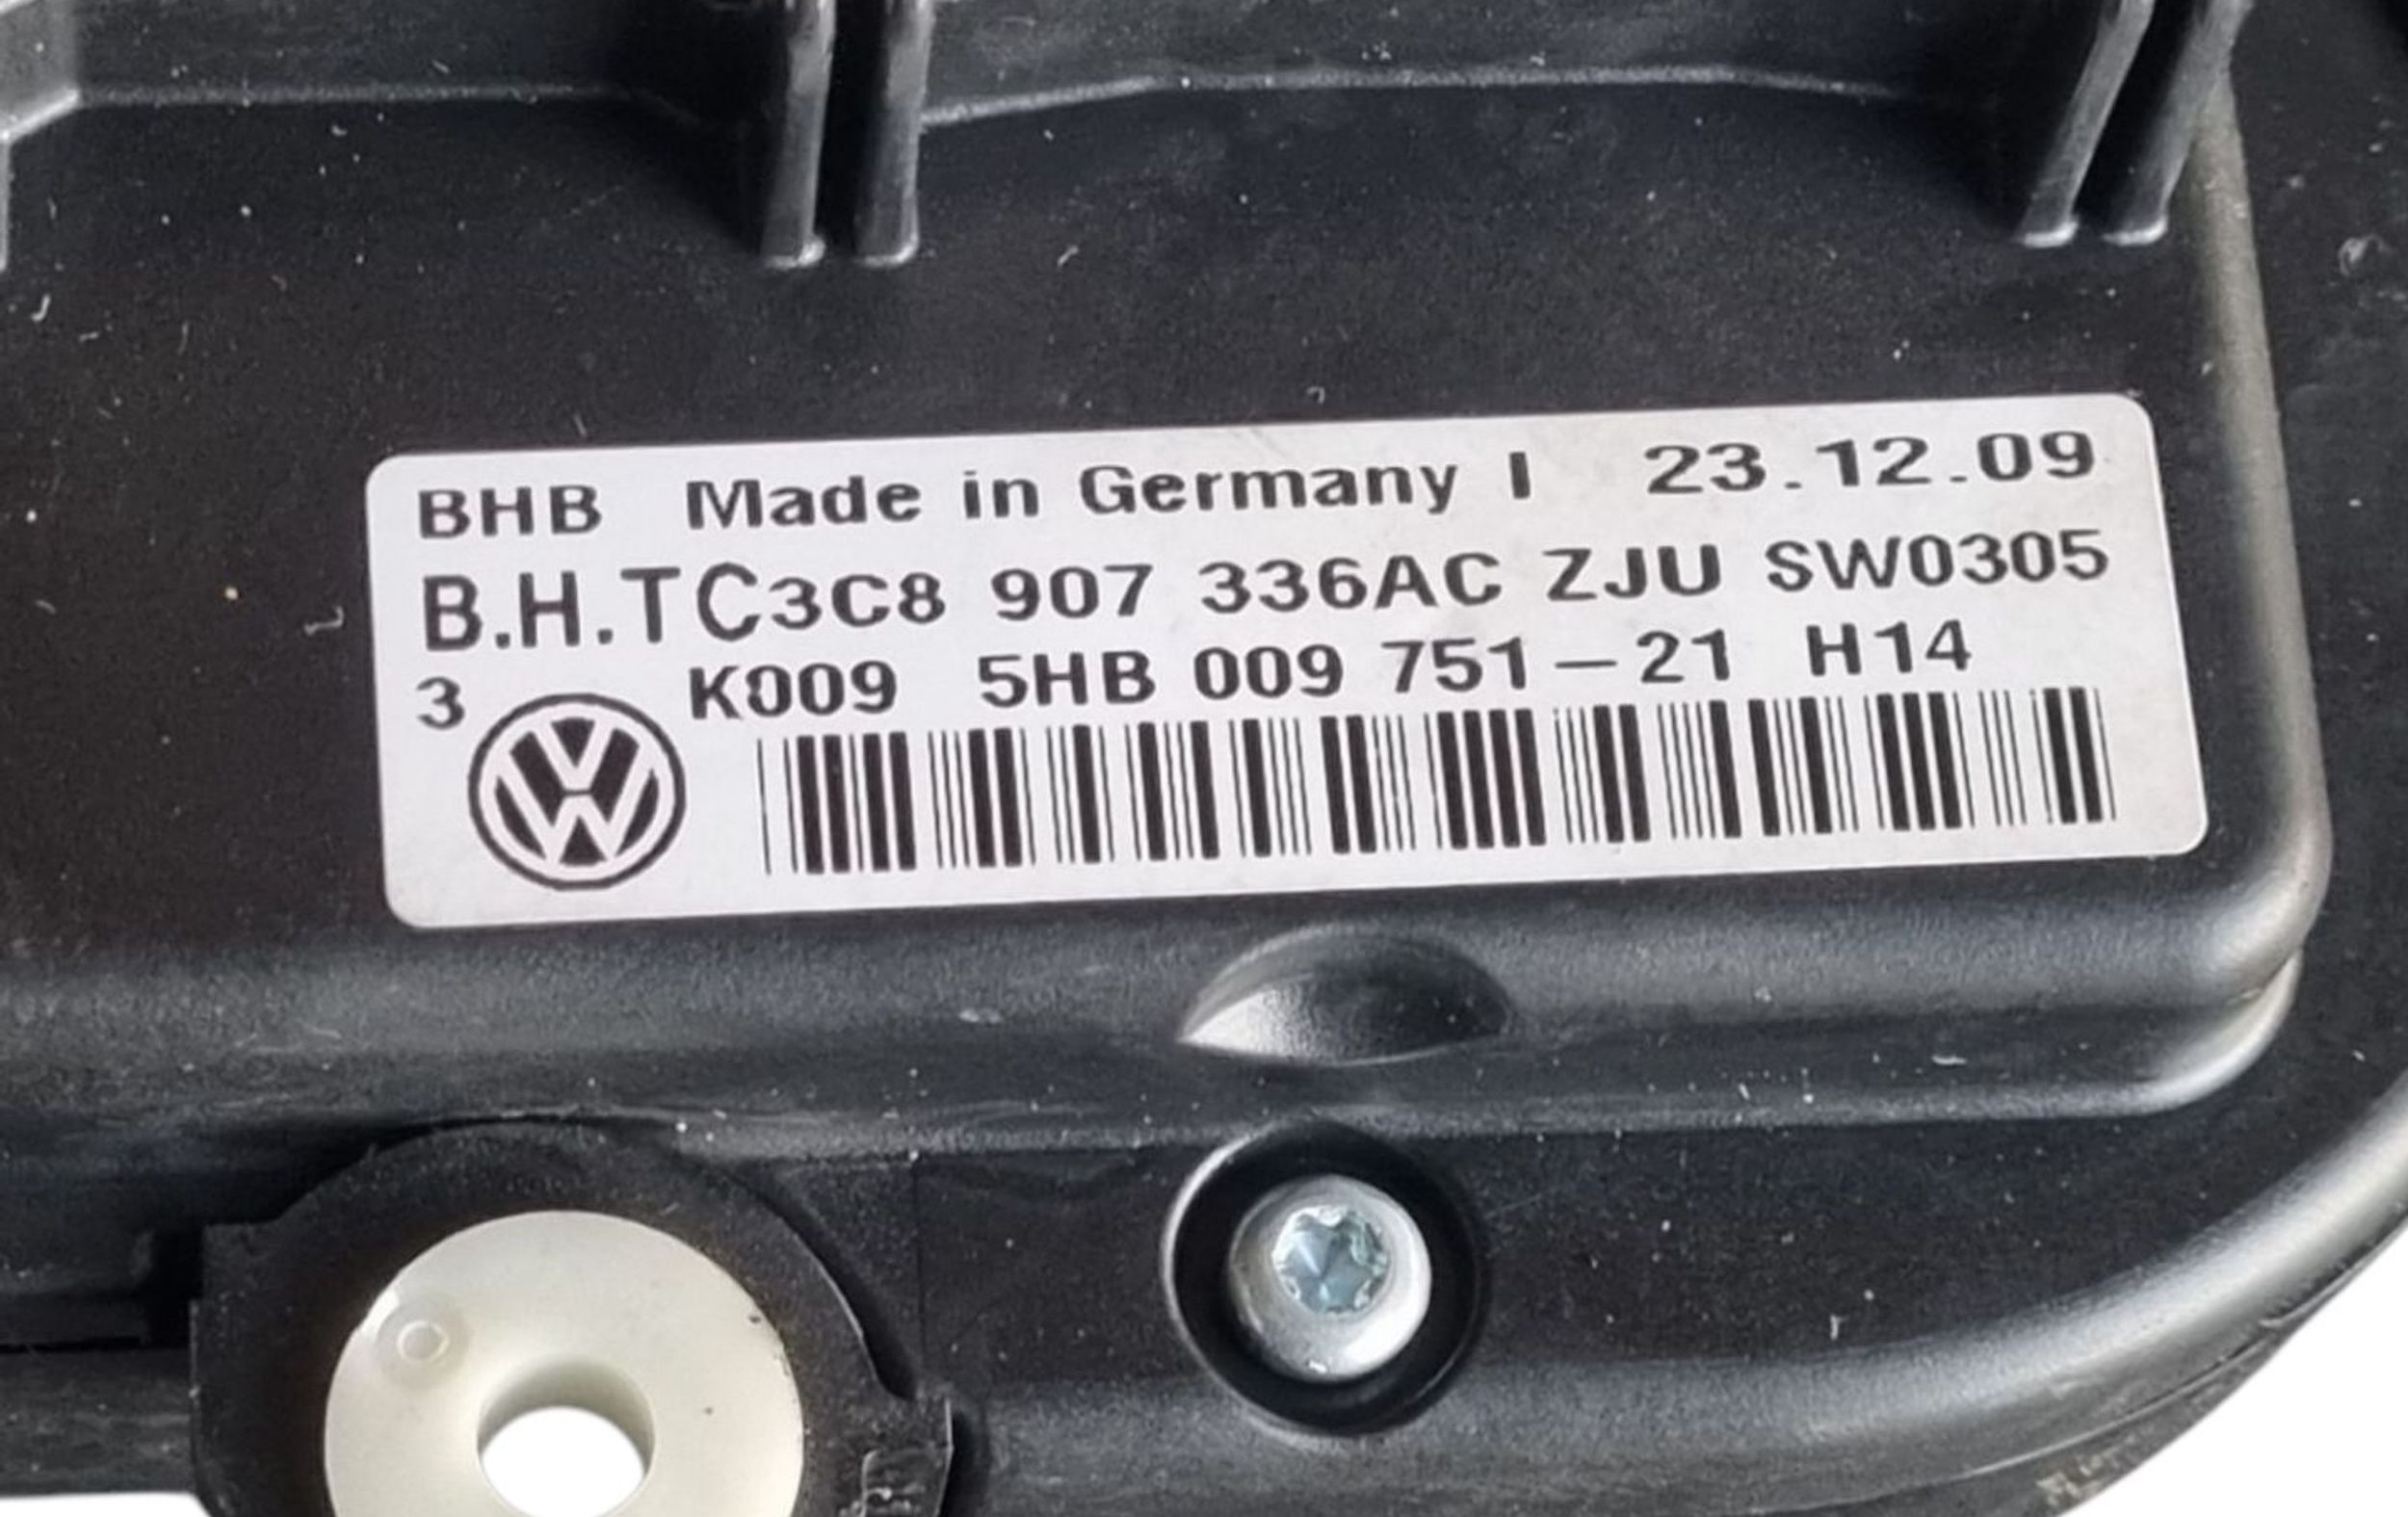 BHB Made in Germany I 23.12.09
B.H.TC3C8 907 336AC ZJU SW0305
3 K009 5HB 009 751-21 H14